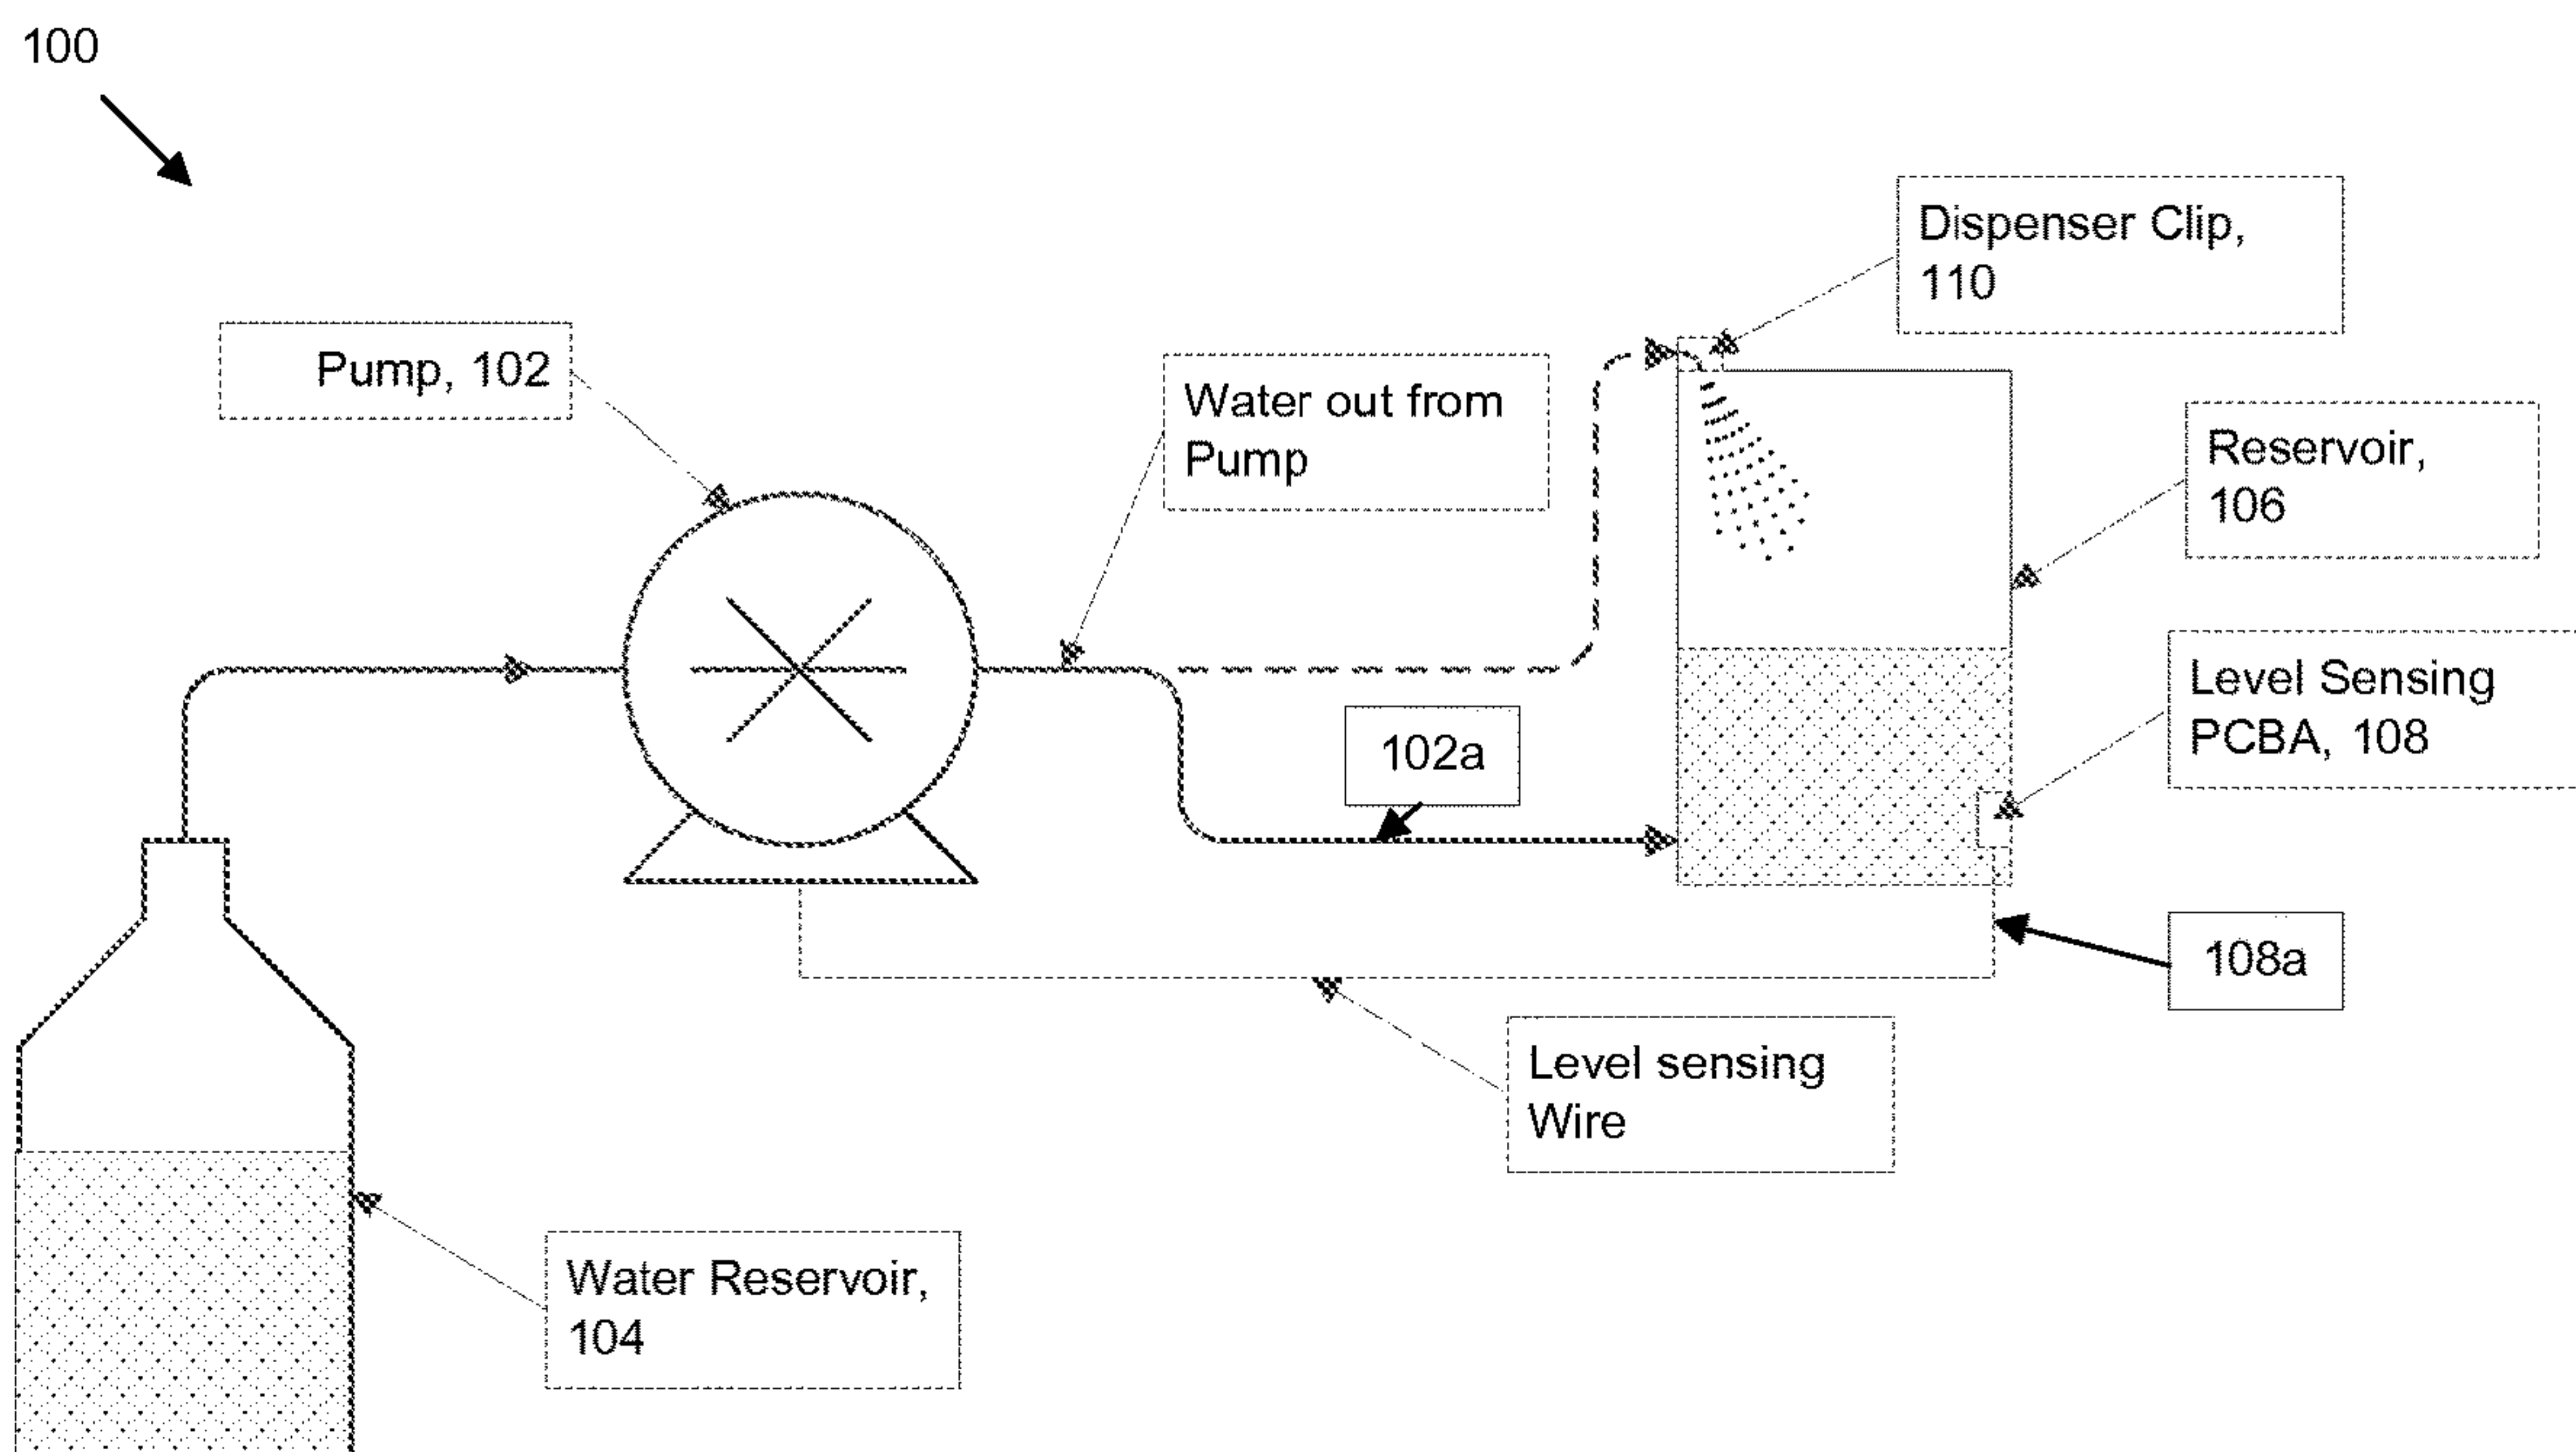 100
Dispenser Clip,
110
Pump, 102
Water out from
Pump
Reservoir,
106
Level Sensing
PCBA, 108
102a
108a
Level sensing
Wire
Water Reservoir,
104